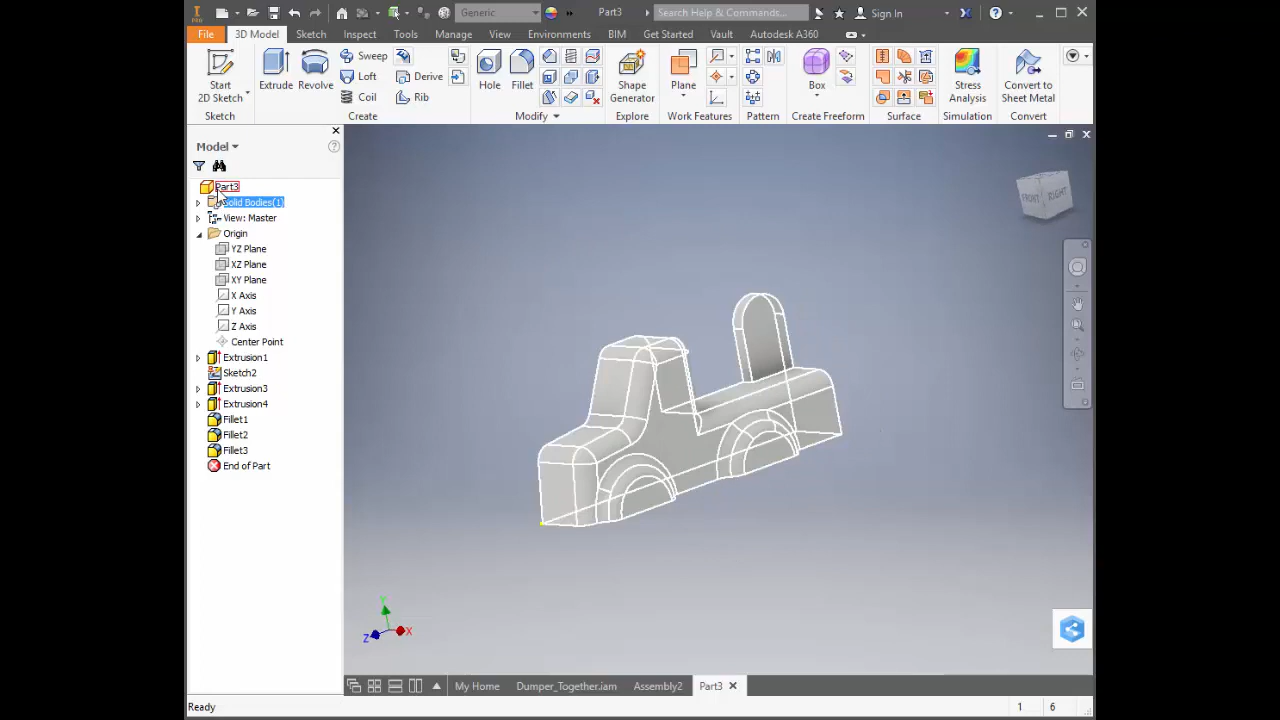 Generic
Part3
Search Help & Commands...
Sign In
File
3D Model
Sketch
Inspect
Tools
Manage
View
Environments
BIM
Get Started
Vault
Autodesk A360
Start
2D Sketch
Extrude
Revolve
Sweep
Loft
Coil
Derive
Rib
Hole
Fillet
Shape
Generator
Plane
Box
Stress
Analysis
Convert to
Sheet Metal
Sketch
Create
Modify
Explore
Work Features
Pattern
Create Freeform
Surface
Simulation
Convert
Model
Part3
Solid Bodies(1)
View: Master
Origin
YZ Plane
XZ Plane
XY Plane
X Axis
Y Axis
Z Axis
Center Point
Extrusion1
Sketch2
Extrusion3
Extrusion4
Fillet1
Fillet2
Fillet3
End of Part
FRONT
RIGHT
Y
Z
X
My Home
Dumper_Together.iam
Assembly2
Part3
Ready
1
6